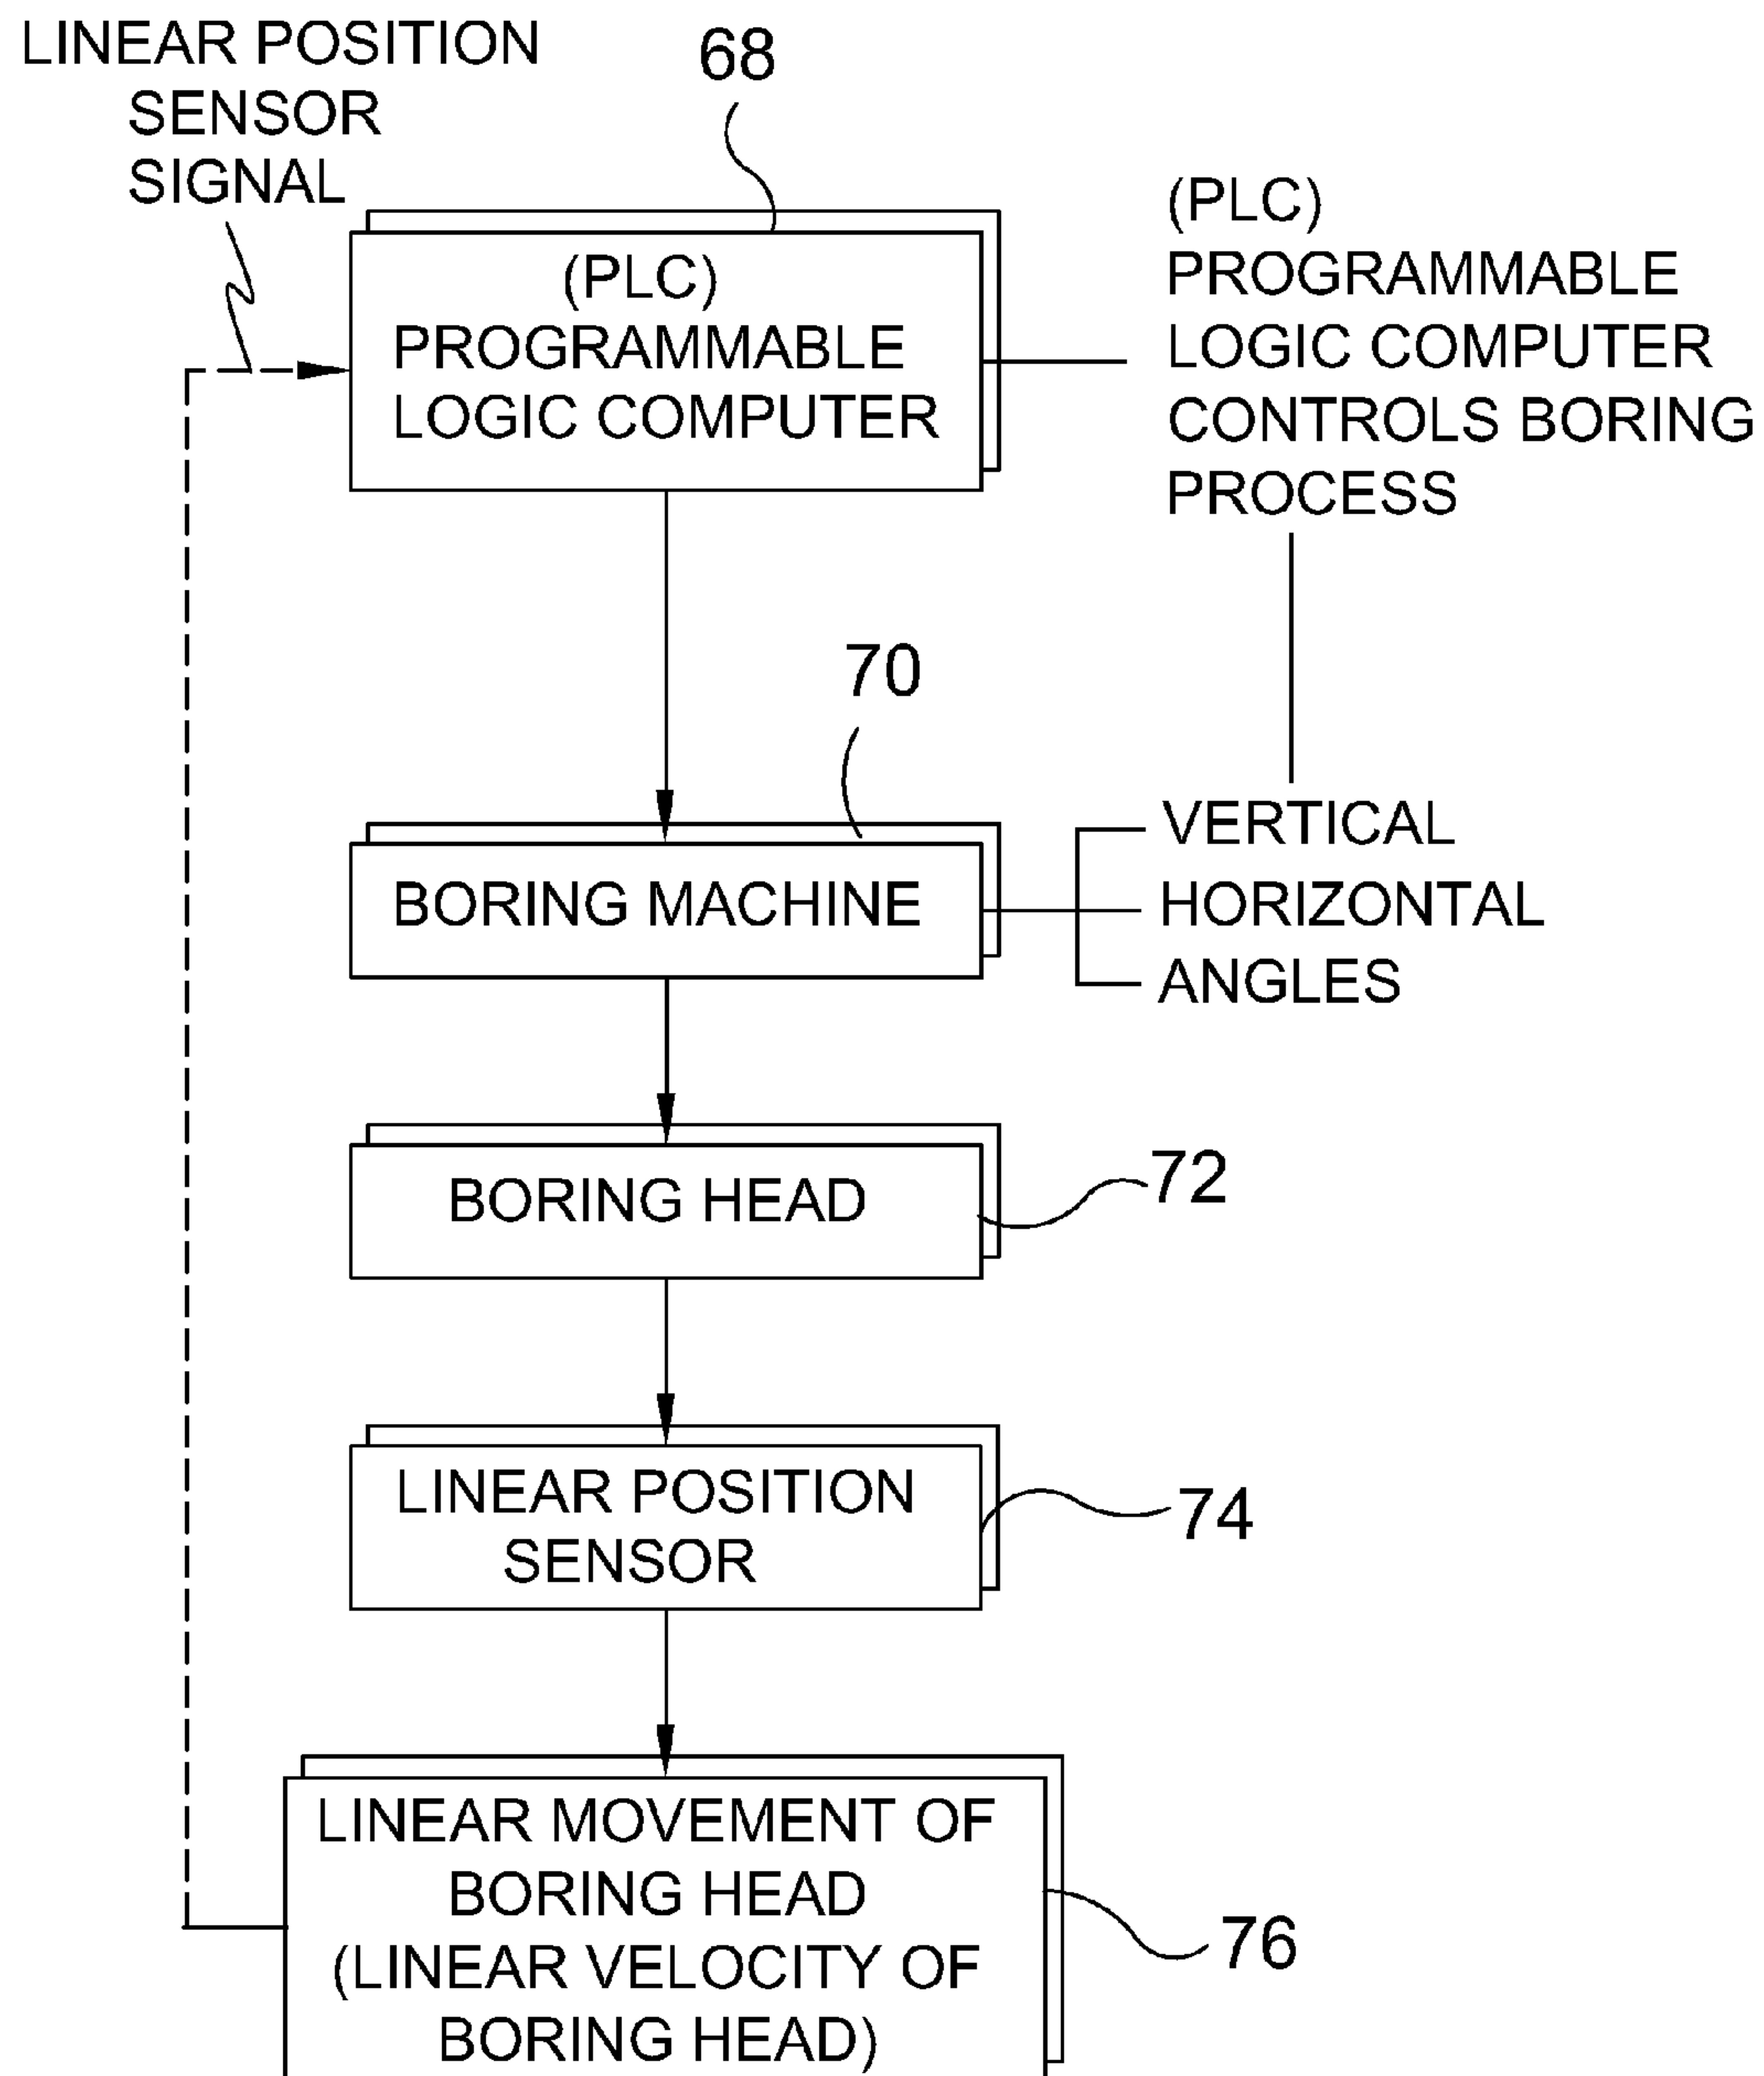 LINEAR POSITION
SENSOR
SIGNAL
68
(PLC)
PROGRAMMABLE
LOGIC COMPUTER
(PLC)
PROGRAMMABLE
LOGIC COMPUTER
CONTROLS BORING
PROCESS
70
BORING MACHINE
VERTICAL
HORIZONTAL
ANGLES
BORING HEAD
72
LINEAR POSITION
SENSOR
74
LINEAR MOVEMENT OF
BORING HEAD
(LINEAR VELOCITY OF
BORING HEAD)
76